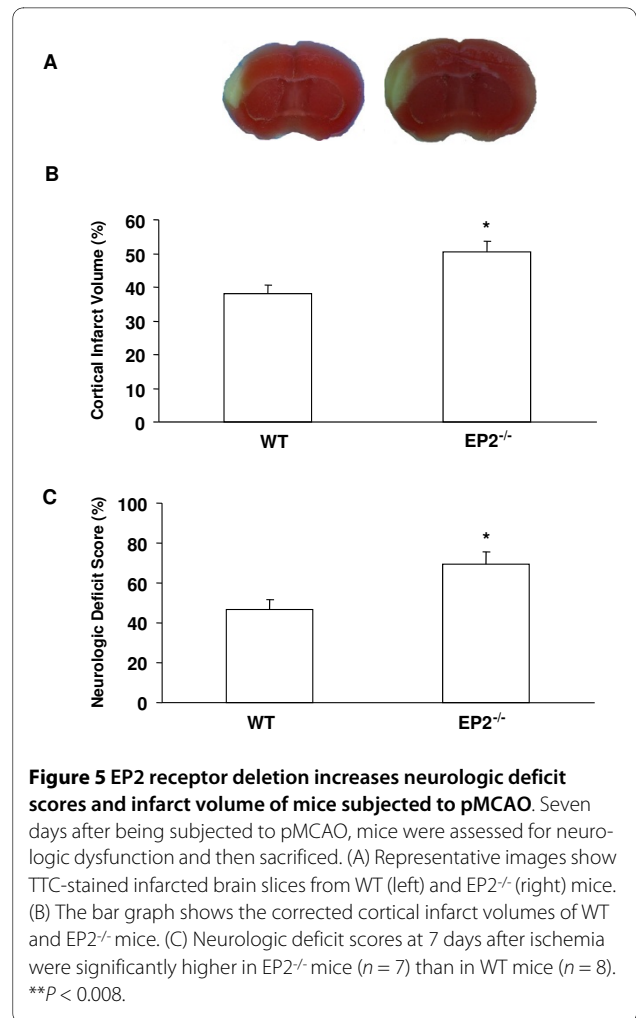 A
B
Cortical Infarct Volume (%)
60
50
40
30
20
10
0
*
WT
EP2-/-
C
Neurologic Deficit Score (%)
100
80
60
40
20
0
*
WT
EP2-/-
Figure 5 EP2 receptor deletion increases neurologic deficit
scores and infarct volume of mice subjected to pMCAO. Seven
days after being subjected to pMCAO, mice were assessed for neuro-
logic dysfunction and then sacrificed. (A) Representative images show
TTC-stained infarcted brain slices from WT (left) and EP2-/- (right) mice.
(B) The bar graph shows the corrected cortical infarct volumes of WT
and EP2-/- mice. (C) Neurologic deficit scores at 7 days after ischemia
were significantly higher in EP2-/- mice (n = 7) than in WT mice (n = 8).
**P < 0.008.